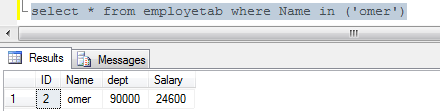 select * from employetab where Name in ('omer')
Results Messages
ID Name dept Salary
1 2 omer 90000 24600